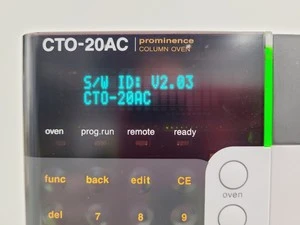 CTO-20AC prominence
COLUMN OVEN
S/W ID: V2.03
CTO-20AC
oven prog.run remote ready
func back edit CE
oven
del 7 8 9